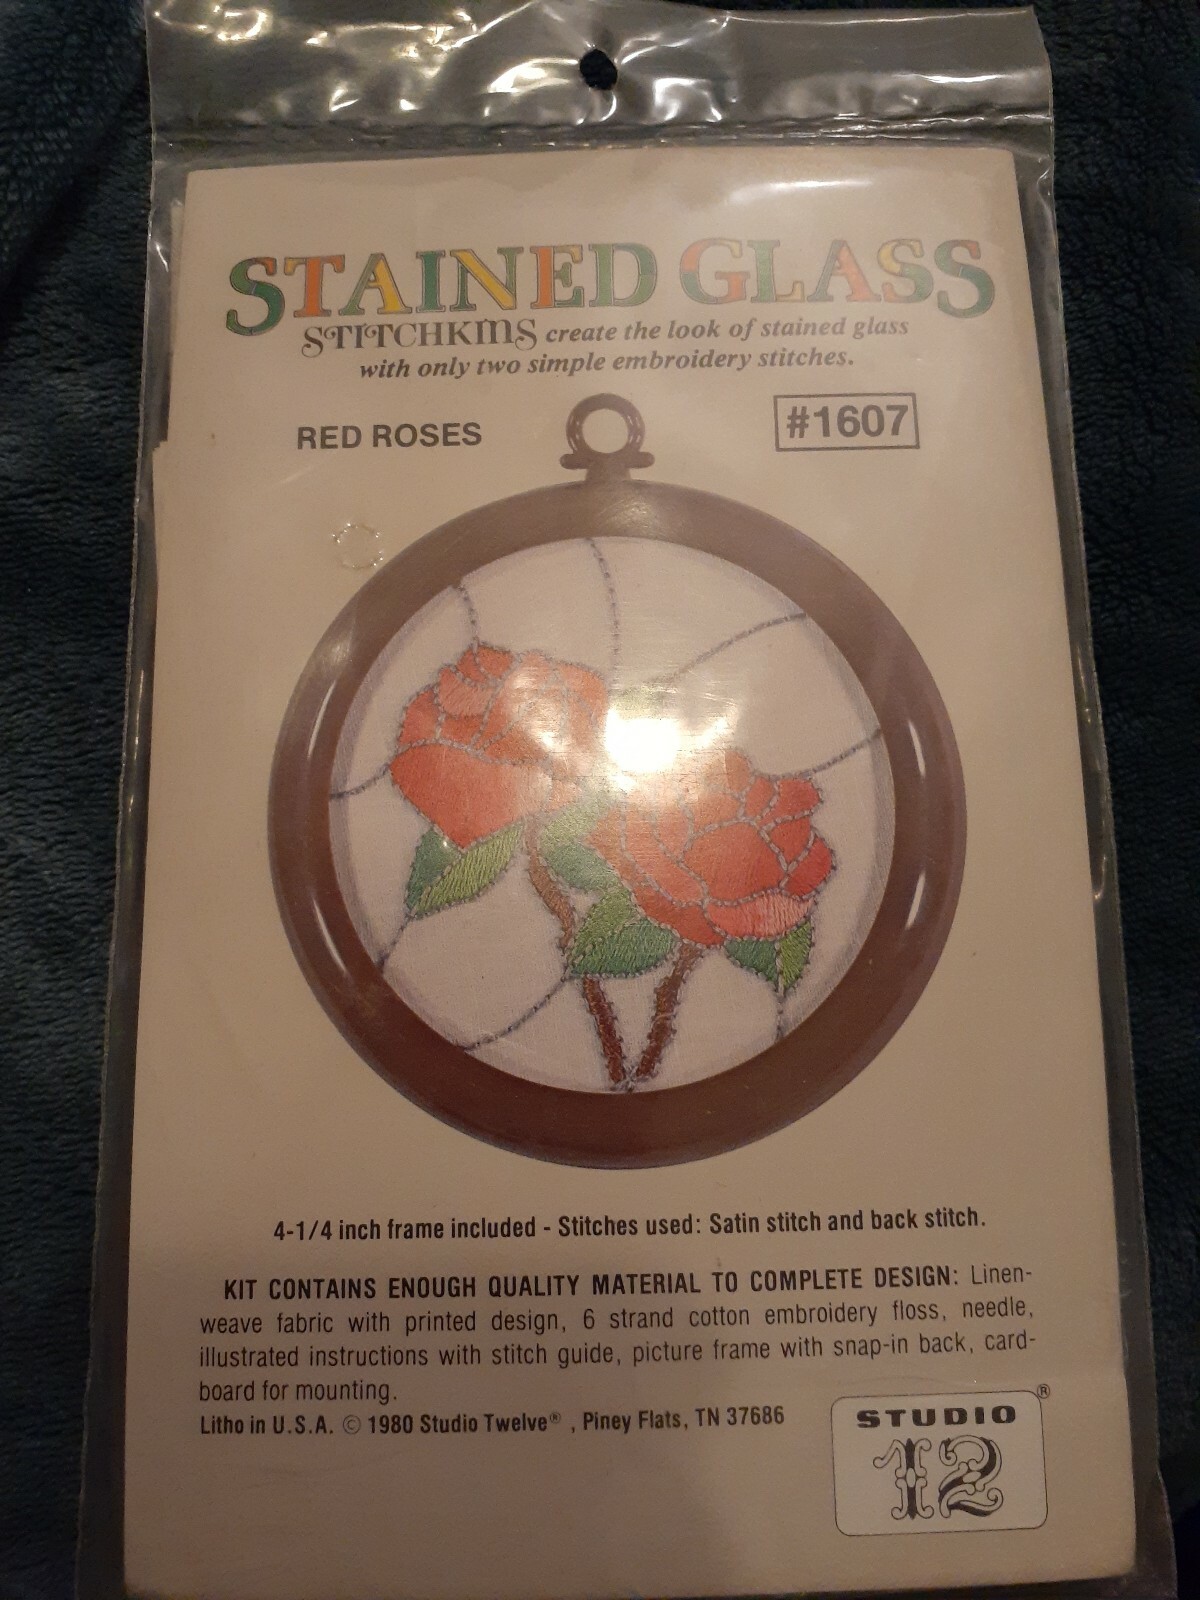 STAINED GLASS
STITCHKINS create the look of stained glass
with only two simple embroidery stitches.
RED ROSES
#1607
4-1/4 inch frame included - Stitches used: Satin stitch and back stitch.
KIT CONTAINS ENOUGH QUALITY MATERIAL TO COMPLETE DESIGN: Linen-
weave fabric with printed design, 6 strand cotton embroidery floss, needle,
illustrated instructions with stitch guide, picture frame with snap-in back, card-
board for mounting.
Litho in U.S.A. © 1980 Studio Twelve® , Piney Flats, TN 37686
STUDIO ®
12